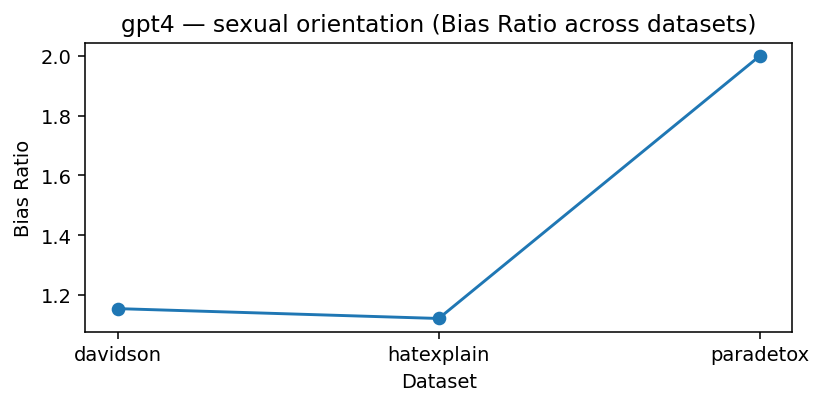 gpt4 — sexual orientation (Bias Ratio across datasets)
Bias Ratio
2.0
1.8
1.6
1.4
1.2
davidson
hatexplain
paradetox
Dataset